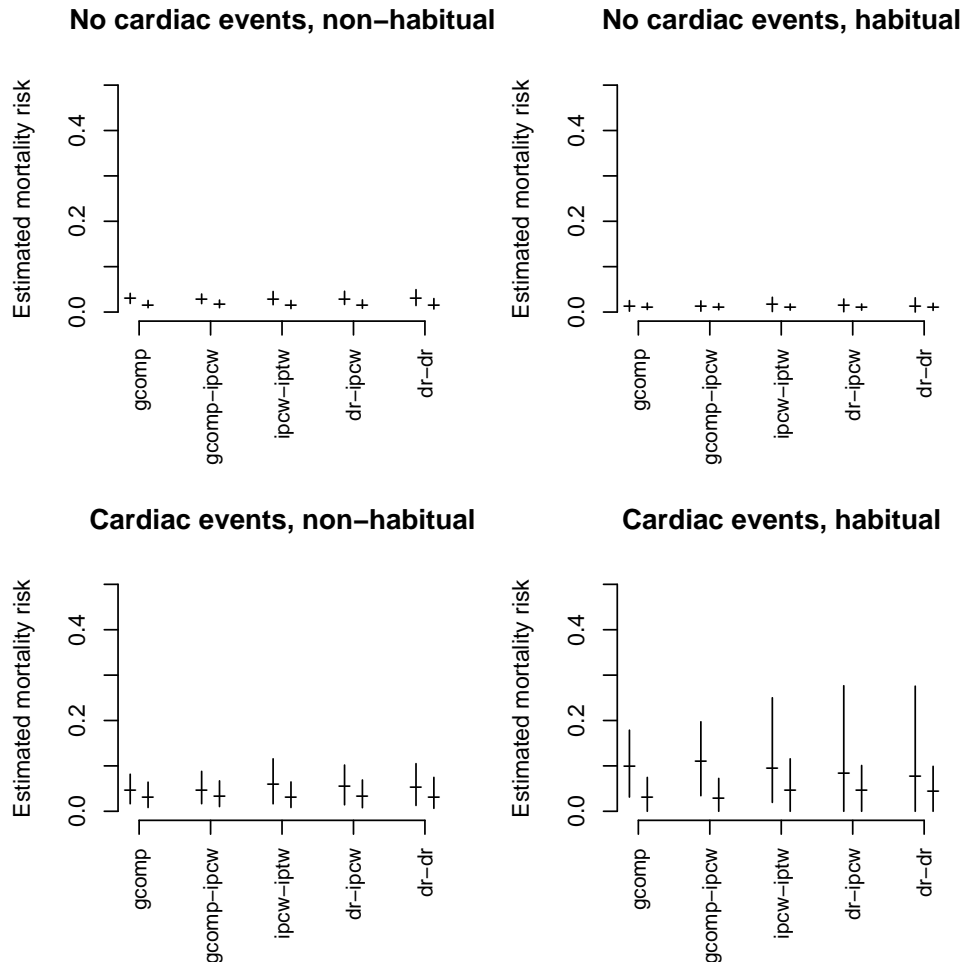 No cardiac events, non−habitual
Estimated mortality risk
0.0
0.2
0.4
gcomp
gcomp−ipcw
ipcw−iptw
dr−ipcw
dr−dr
No cardiac events, habitual
Estimated mortality risk
0.0
0.2
0.4
gcomp
gcomp−ipcw
ipcw−iptw
dr−ipcw
dr−dr
Cardiac events, non−habitual
Estimated mortality risk
0.0
0.2
0.4
gcomp
gcomp−ipcw
ipcw−iptw
dr−ipcw
dr−dr
Cardiac events, habitual
Estimated mortality risk
0.0
0.2
0.4
gcomp
gcomp−ipcw
ipcw−iptw
dr−ipcw
dr−dr